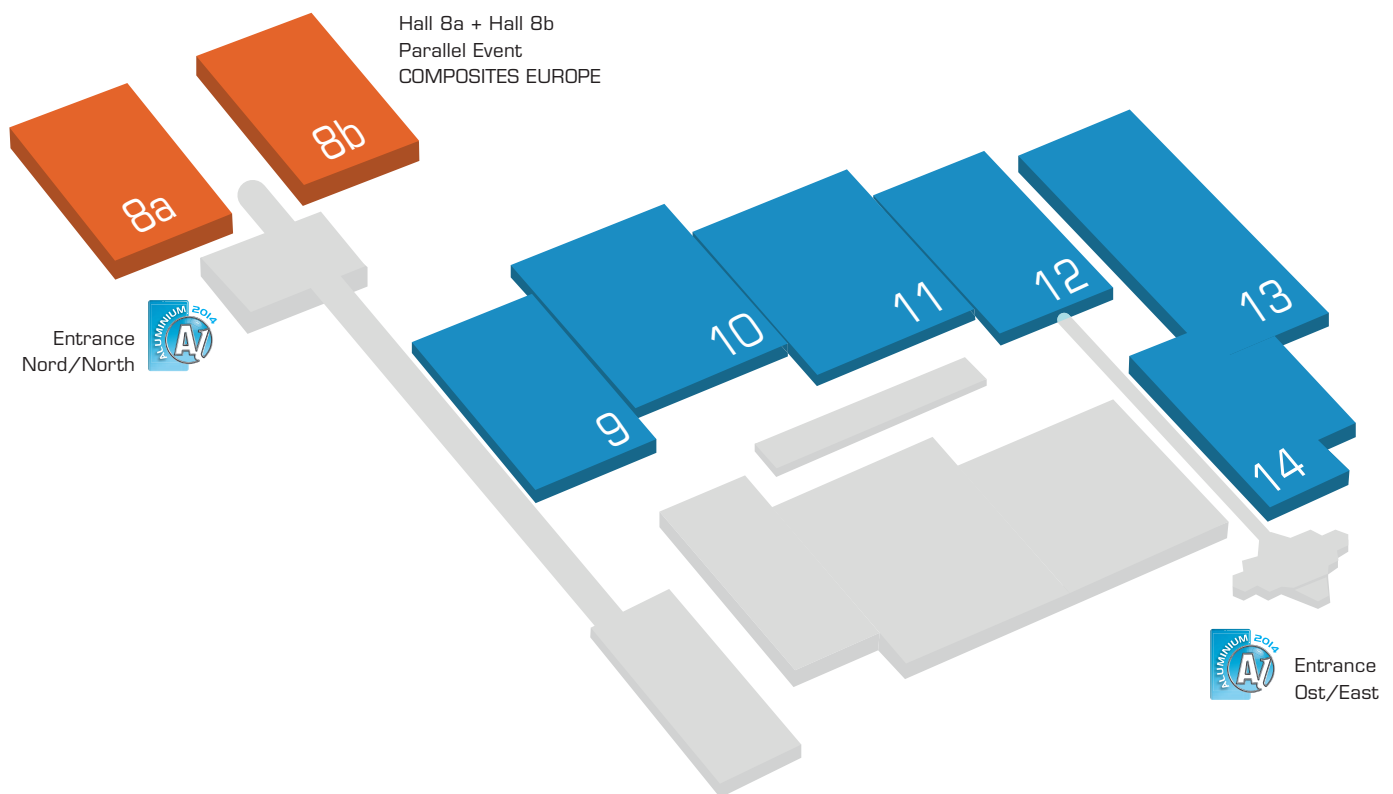 Hall 8a + Hall 8b
Parallel Event
COMPOSITES EUROPE
8b
8a
Entrance
Nord/North
ALUMINIUM 2014
Al
9
10
11
12
13
14
ALUMINIUM 2014
Al
Entrance
Ost/East